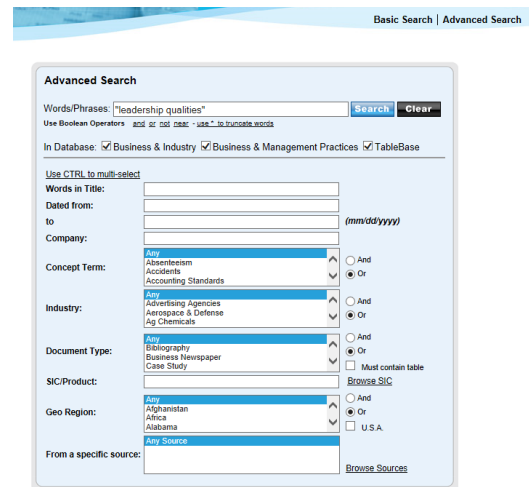 Basic Search | Advanced Search
Advanced Search
Words/Phrases: "leadership qualities" Search Clear
Use Boolean Operators and or not near - use * to truncate words
In Database: Business & Industry Business & Management Practices TableBase
Use CTRL to multi-select
Words in Title:
Dated from:
to (mm/dd/yyyy)
Company:
Concept Term:
Any
Absenteeism
Accidents
Accounting Standards
And
Or
Industry:
Any
Advertising Agencies
Aerospace & Defense
Ag Chemicals
And
Or
Document Type:
Any
Bibliography
Business Newspaper
Case Study
And
Or
Must contain table
SIC/Product: Browse SIC
Geo Region:
Any
Afghanistan
Africa
Alabama
And
Or
U.S.A.
From a specific source:
Any Source
Browse Sources